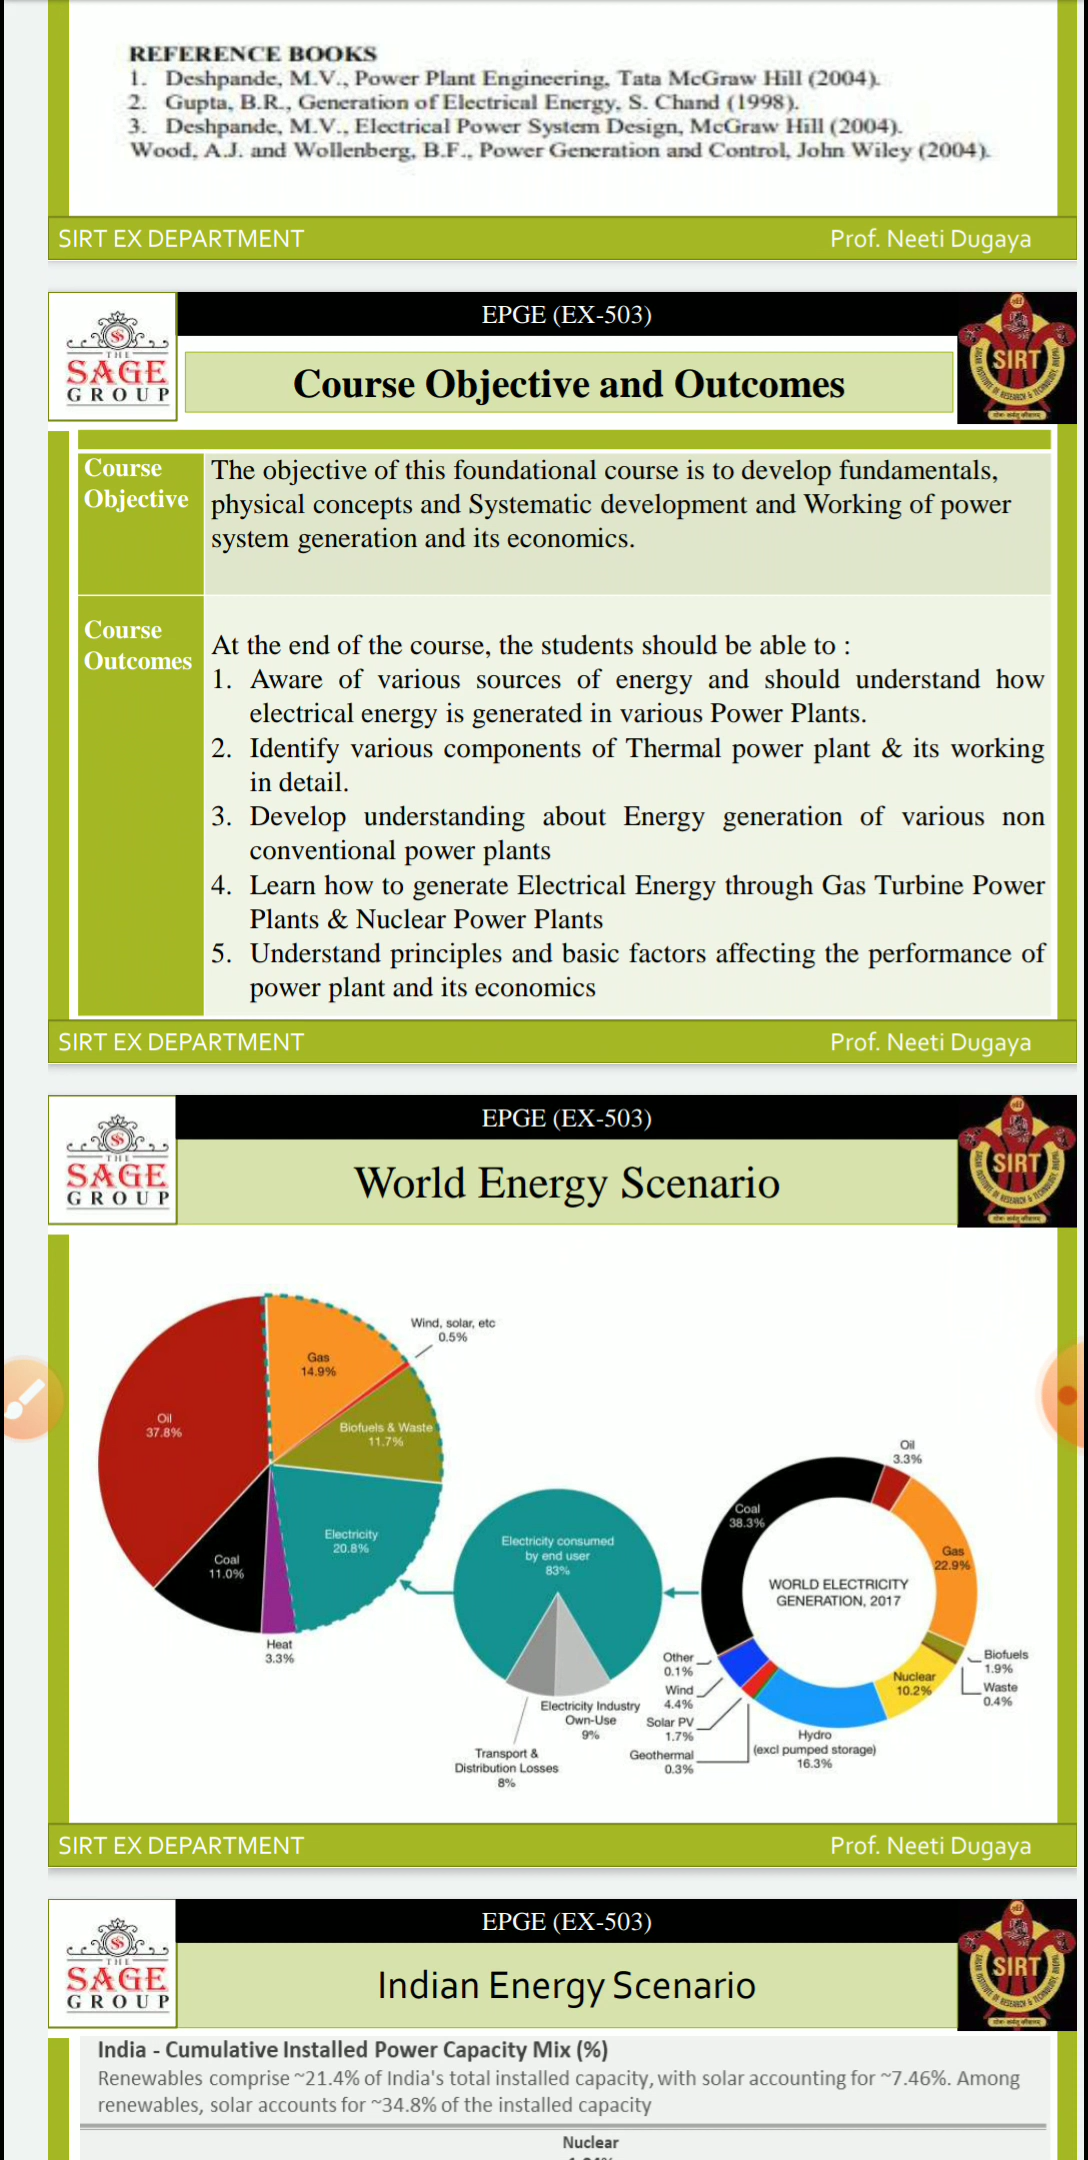 REFERENCE BOOKS
1. Deshpande, M.V., Power Plant Engineering, Tata McGraw Hill (2004).
2. Gupta, B.R., Generation of Electrical Energy, S. Chand (1998).
3. Deshpande, M.V., Electrical Power System Design, McGraw Hill (2004).
Wood, A.J. and Wollenberg, B.F., Power Generation and Control, John Wiley (2004).
SIRT EX DEPARTMENT
Prof. Neeti Dugaya
EPGE (EX-503)
THE
SAGE
GROUP
SIRT
Course Objective and Outcomes
Course
Objective
The objective of this foundational course is to develop fundamentals,
physical concepts and Systematic development and Working of power
system generation and its economics.
Course
Outcomes
At the end of the course, the students should be able to :
1. Aware of various sources of energy and should understand how
electrical energy is generated in various Power Plants.
2. Identify various components of Thermal power plant & its working
in detail.
3. Develop understanding about Energy generation of various non
conventional power plants
4. Learn how to generate Electrical Energy through Gas Turbine Power
Plants & Nuclear Power Plants
5. Understand principles and basic factors affecting the performance of
power plant and its economics
SIRT EX DEPARTMENT
Prof. Neeti Dugaya
EPGE (EX-503)
THE
SAGE
GROUP
SIRT
World Energy Scenario
Wind, solar, etc
0.5%
Gas
14.9%
Oil
37.8%
Biofuels & Waste
11.7%
Electricity
20.8%
Coal
11.0%
Heat
3.3%
Electricity consumed
by end user
83%
Electricity Industry
Own-Use
9%
Transport &
Distribution Losses
8%
Oil
3.3%
Coal
38.3%
Gas
22.9%
WORLD ELECTRICITY
GENERATION, 2017
Biofuels
1.9%
Waste
0.4%
Nuclear
10.2%
Hydro
(excl pumped storage)
16.3%
Other
0.1%
Wind
4.4%
Solar PV
1.7%
Geothermal
0.3%
SIRT EX DEPARTMENT
Prof. Neeti Dugaya
EPGE (EX-503)
THE
SAGE
GROUP
SIRT
Indian Energy Scenario
India - Cumulative Installed Power Capacity Mix (%)
Renewables comprise ~21.4% of India's total installed capacity, with solar accounting for ~7.46%. Among
renewables, solar accounts for ~34.8% of the installed capacity
Nuclear